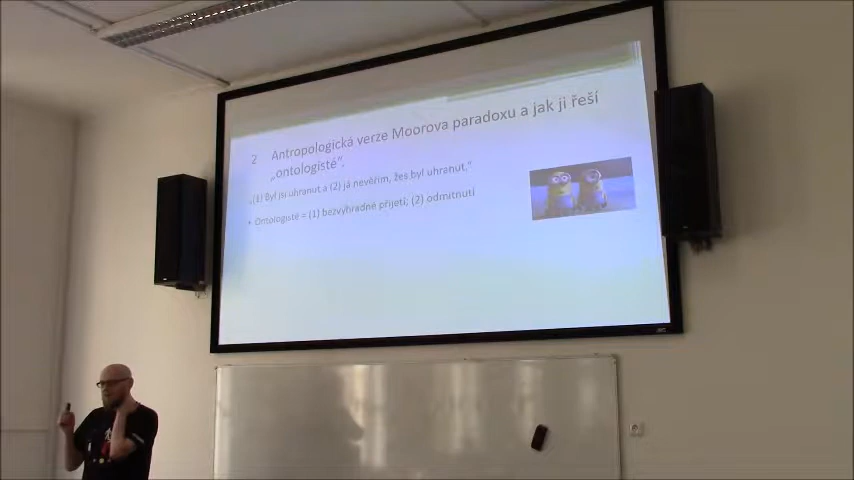 2 Antropologická verze Moorova paradoxu a jak ji řeší
„ontologisté“.
„(1) Byl jsi uhranut a (2) já nevěřím, žes byl uhranut.“
• Ontologisté = (1) bezvýhradné přijetí; (2) odmítnutí